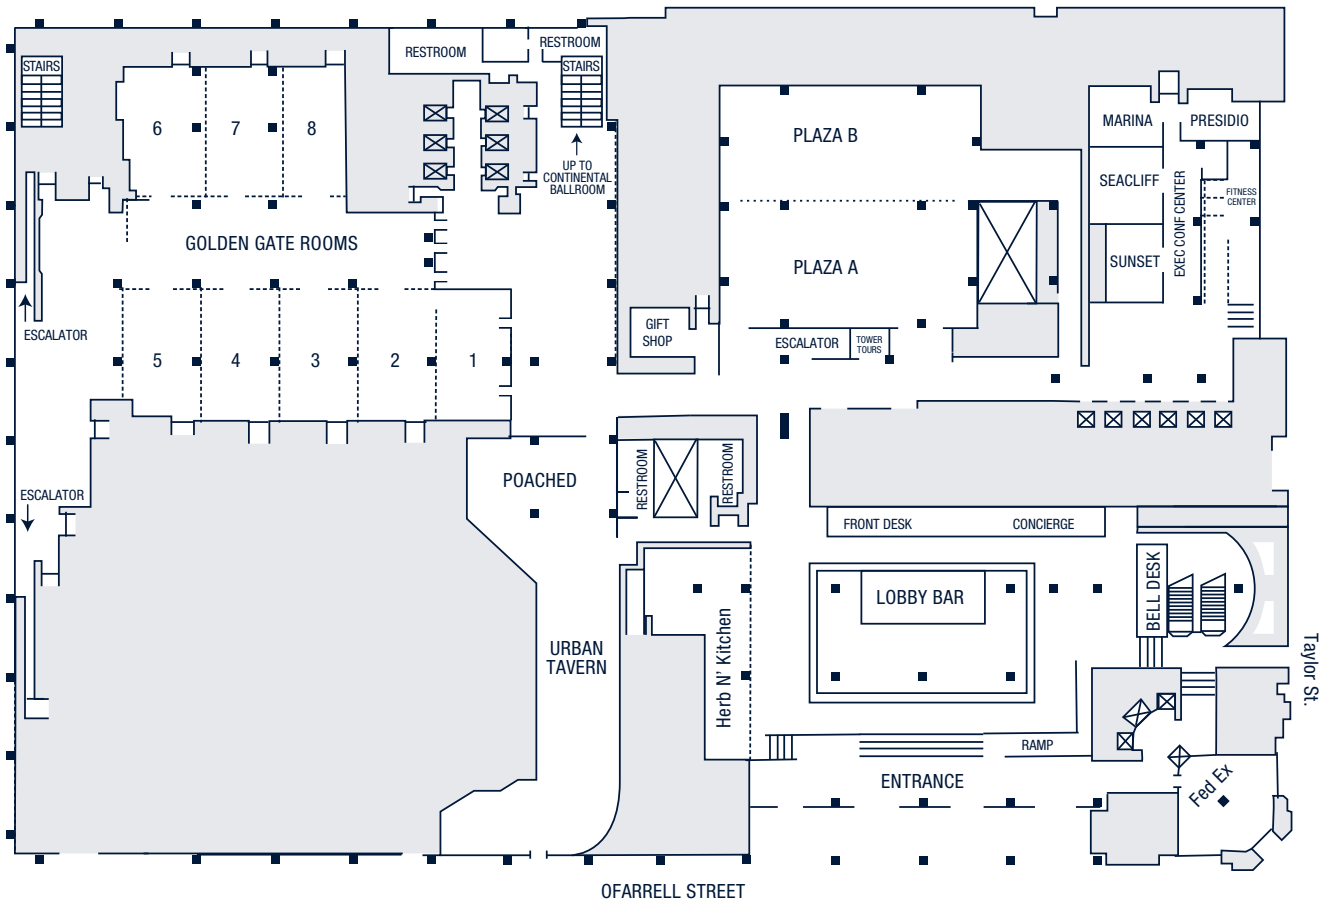 RESTROOM
RESTROOM
STAIRS
STAIRS
6
7
8
UP TO
CONTINENTAL
BALLROOM
PLAZA B
MARINA
PRESIDIO
SEACLIFF
EXEC CONF CENTER
FITNESS
CENTER
GOLDEN GATE ROOMS
PLAZA A
SUNSET
ESCALATOR
GIFT
SHOP
ESCALATOR
TOWER
TOURS
5
4
3
2
1
ESCALATOR
POACHED
RESTROOM
RESTROOM
FRONT DESK
CONCIERGE
BELL DESK
LOBBY BAR
Herb N' Kitchen
URBAN
TAVERN
Taylor St.
RAMP
ENTRANCE
Fed Ex
OFARRELL STREET